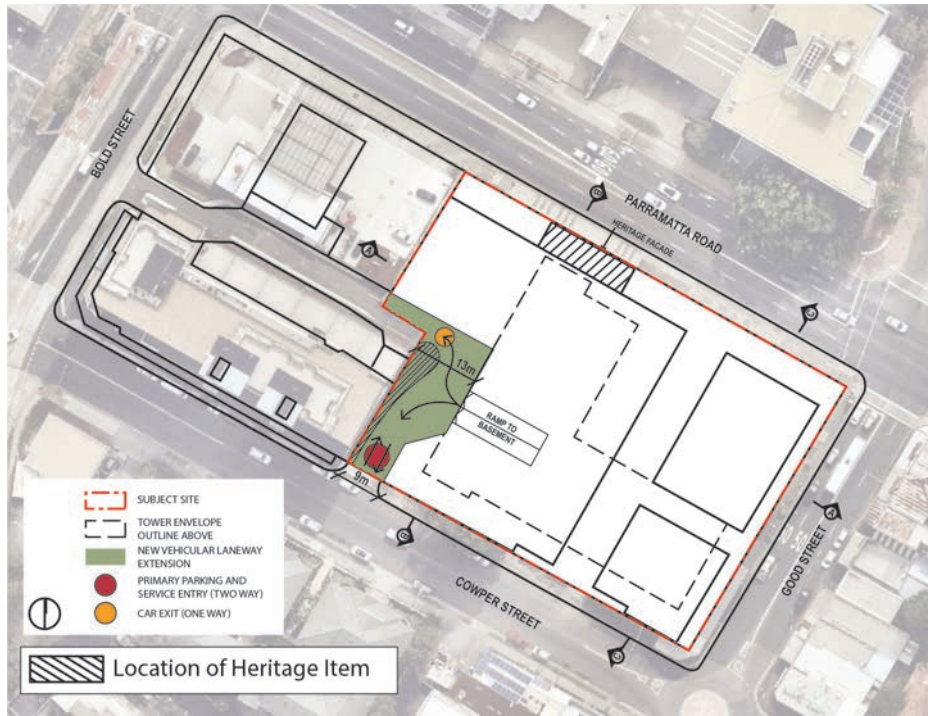 BOLD STREET
PARRAMATTA ROAD
HERITAGE FACADE
B
A
C
13m
RAMP TO
BASEMENT
9m
B
COWPER STREET
C
GOOD STREET
A
SUBJECT SITE
TOWER ENVELOPE
OUTLINE ABOVE
NEW VEHICULAR LANEWAY
EXTENSION
PRIMARY PARKING AND
SERVICE ENTRY (TWO WAY)
CAR EXIT (ONE WAY)
Location of Heritage Item